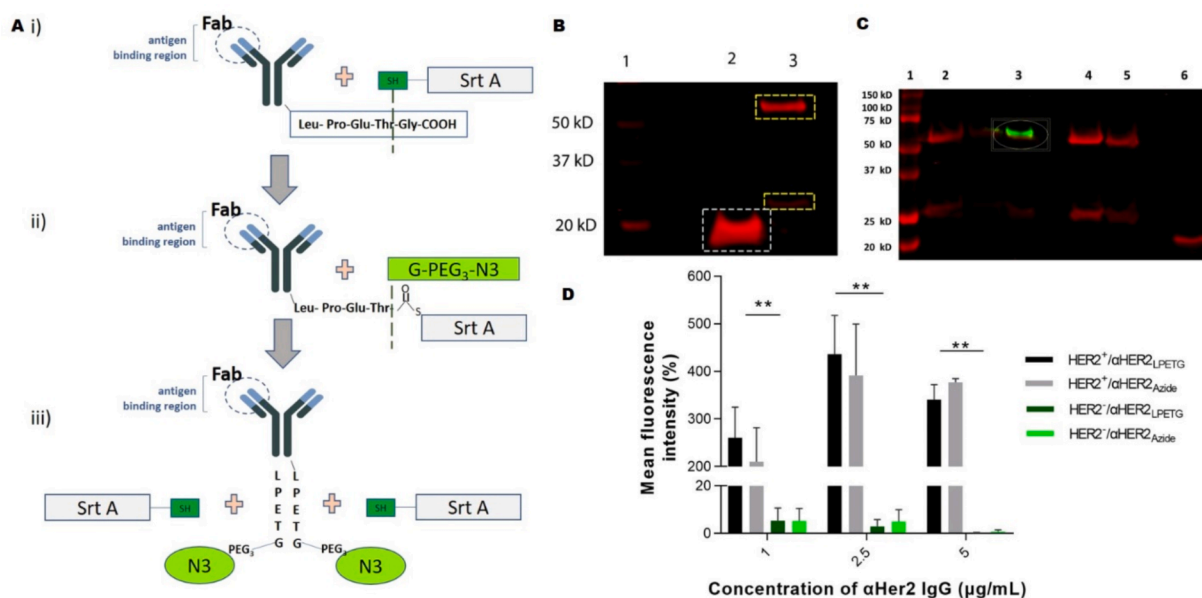 A i)
Fab
antigen
binding region
SH
Srt A
Leu- Pro-Glu-Thr-Gly-COOH
ii)
Fab
antigen
binding region
G-PEG3-N3
Leu- Pro-Glu-Thr-
O
S
Srt A
iii)
Fab
antigen
binding region
L L
P P
E E
T T
G G
Srt A
SH
SH
Srt A
PEG3
PEG3
N3
N3
B
1 2 3
50 kD
37 kD
20 kD
C
1 2 3 4 5 6
150 kD
100 kD
75 kD
50 kD
37 kD
25 kD
20 kD
D
Mean fluorescence
intensity (%)
600
500
400
300
200
20
10
0
**
**
**
1 2.5 5
Concentration of αHer2 IgG (μg/mL)
HER2+/αHER2LPETG
HER2+/αHER2Azide
HER2-/αHER2LPETG
HER2-/αHER2Azide